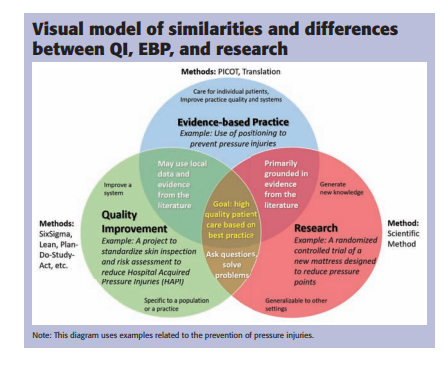 Visual model of similarities and differences
between QI, EBP, and research
Methods: PICOT, Translation
Care for individual patients,
Improve practice quality and systems
Evidence-based Practice
Example: Use of positioning to
prevent pressure injuries
May use local
data and
evidence
from the
literature
Primarily
grounded in
evidence
from the
literature
Improve a
system
Generate
new knowledge
Goal: high
quality patient
care based on
best practice
Ask questions,
solve
problems
Methods:
SixSigma,
Lean, Plan-
Do-Study-
Act, etc.
Quality
Improvement
Example: A project to
standardize skin inspection
and risk assessment to
reduce Hospital Acquired
Pressure Injuries (HAPI)
Specific to a population
or a practice
Research
Example: A randomized
controlled trial of a
new mattress designed
to reduce pressure
points
Generalizable to other
settings
Method:
Scientific
Method
Note: This diagram uses examples related to the prevention of pressure injuries.